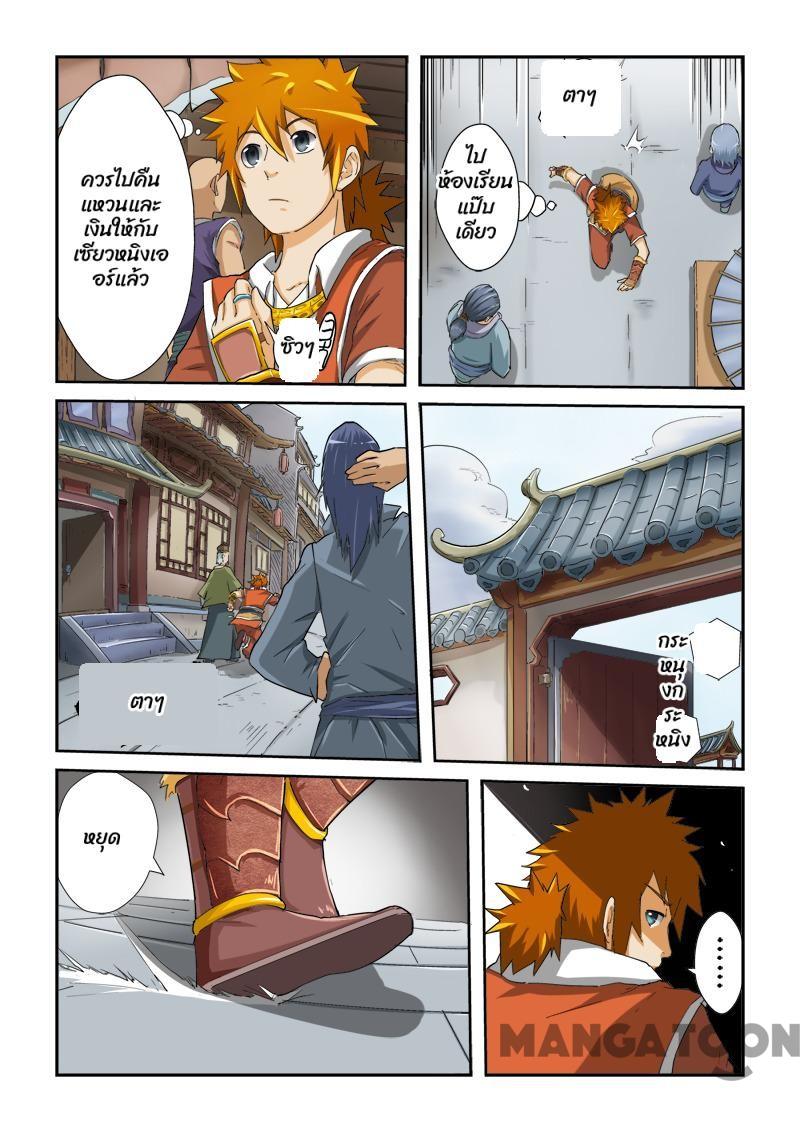 ควรไปคืน
แหวนและ
เงินให้กับ
เซียวหนิงเอ
อร์แล้ว
ซิวๆ
ตาๆ
ไป
ห้องเรียน
แป๊บ
เดียว
ตาๆ
กระ
หนุ
งก
ระ
หนิง
หยุด
......
MANGATOON